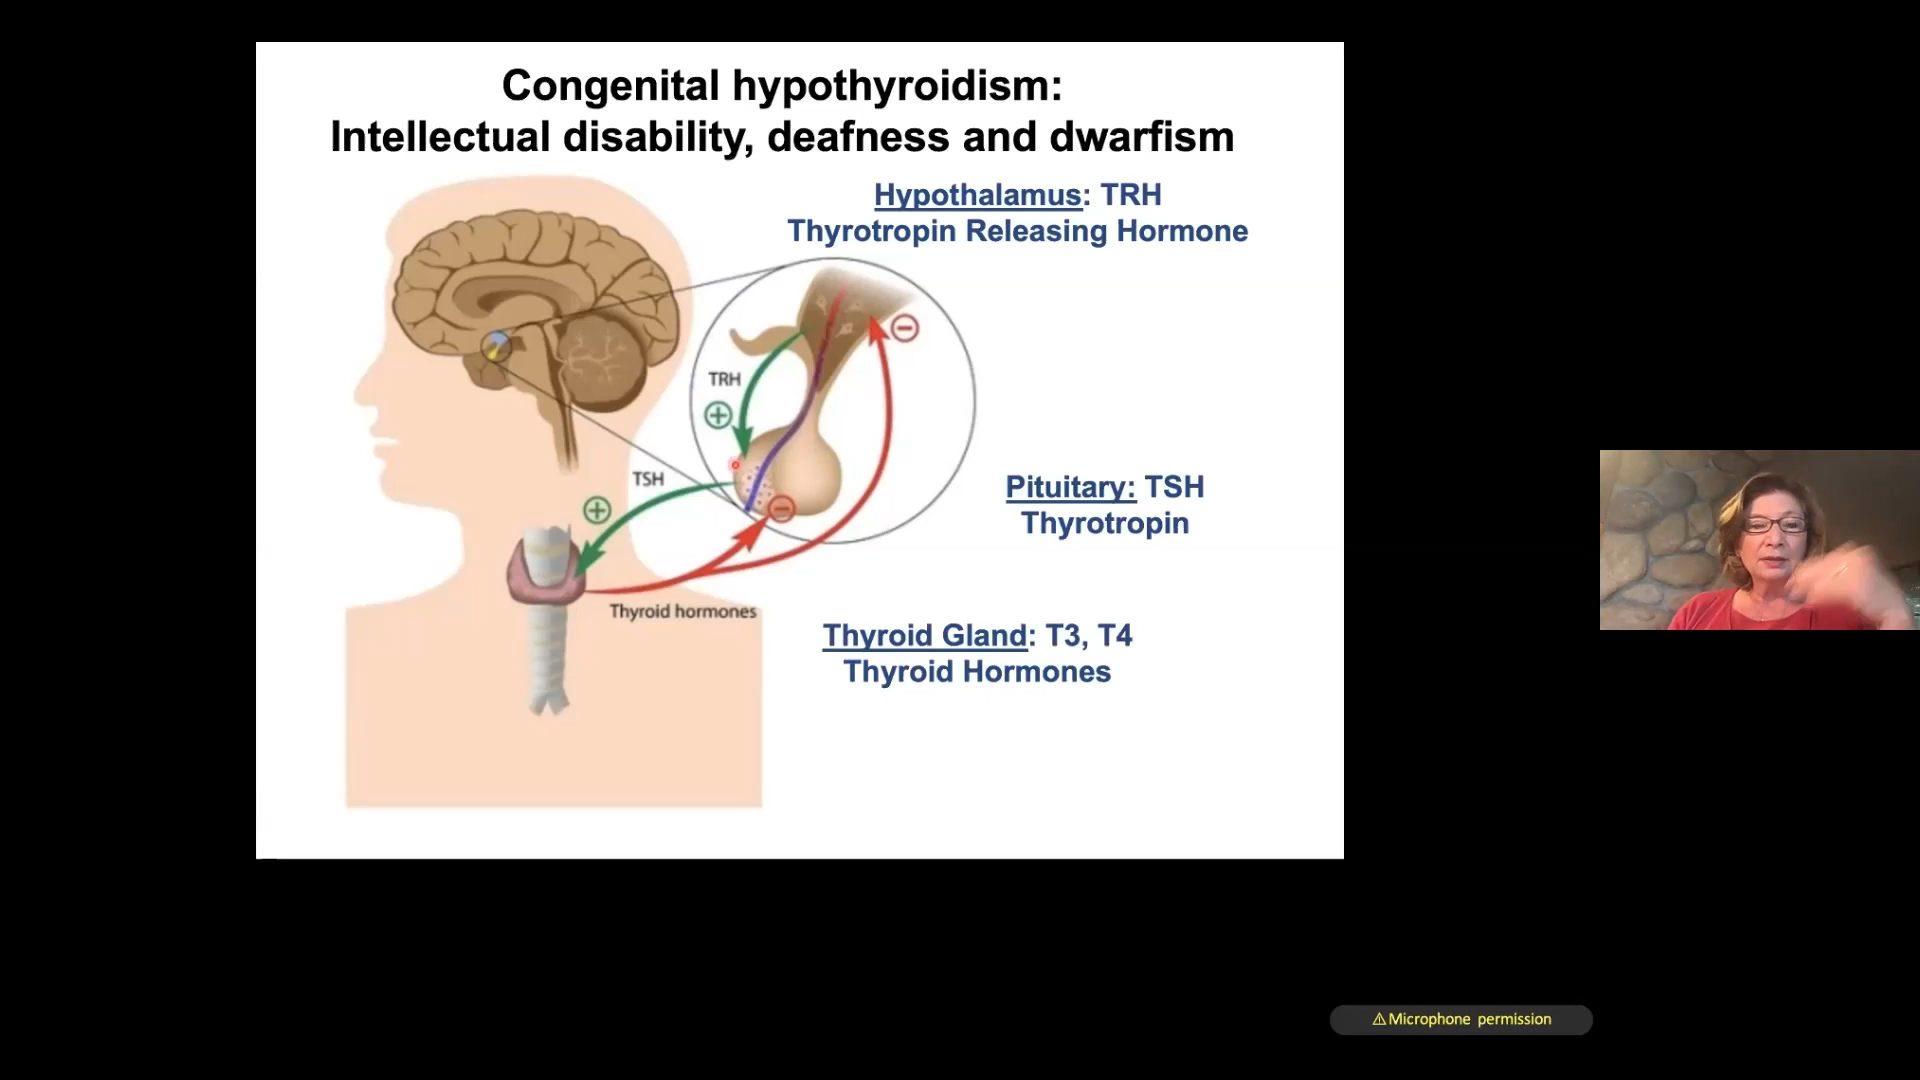 Congenital hypothyroidism:
Intellectual disability, deafness and dwarfism
Hypothalamus: TRH
Thyrotropin Releasing Hormone
TRH
TSH
Pituitary: TSH
Thyrotropin
Thyroid hormones
Thyroid Gland: T3, T4
Thyroid Hormones
⚠Microphone permission